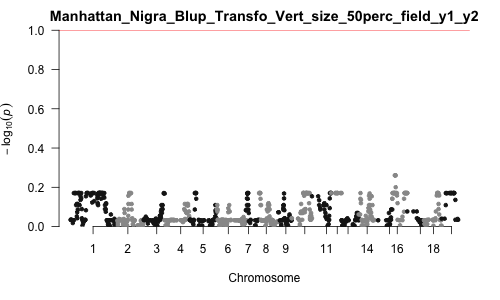 Manhattan_Nigra_Blup_Transfo_Vert_size_50perc_field_y1_y2
1.0
0.8
0.6
0.4
0.2
0.0
− log10(p)
1 2 3 4 5 6 7 8 9 11 14 16 18
Chromosome